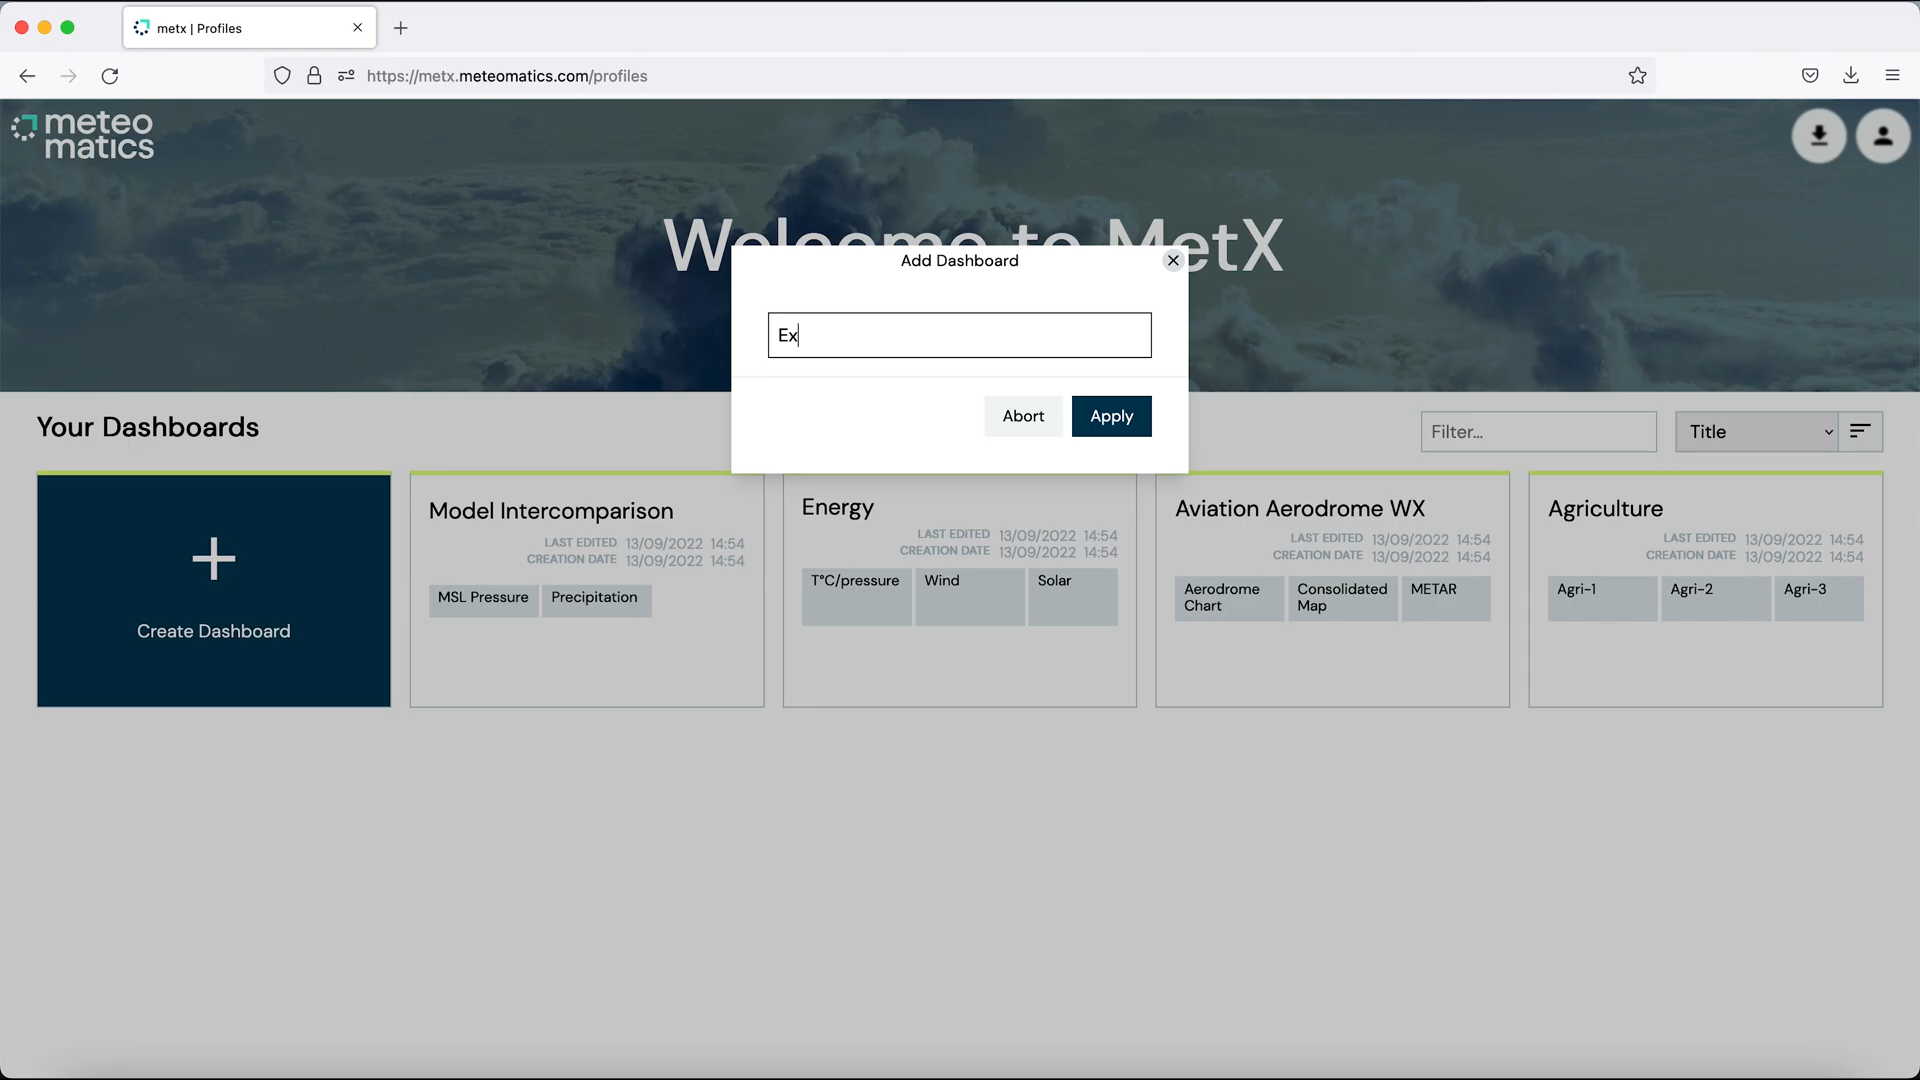 metx | Profiles
https://metx.meteomatics.com/profiles
meteo
matics
Welcome to MetX
Add Dashboard
Ex
Abort
Apply
Your Dashboards
Filter...
Title
Create Dashboard
Model Intercomparison
LAST EDITED 13/09/2022 14:54
CREATION DATE 13/09/2022 14:54
MSL Pressure
Precipitation
Energy
LAST EDITED 13/09/2022 14:54
CREATION DATE 13/09/2022 14:54
T°C/pressure
Wind
Solar
Aviation Aerodrome WX
LAST EDITED 13/09/2022 14:54
CREATION DATE 13/09/2022 14:54
Aerodrome
Chart
Consolidated
Map
METAR
Agriculture
LAST EDITED 13/09/2022 14:54
CREATION DATE 13/09/2022 14:54
Agri-1
Agri-2
Agri-3